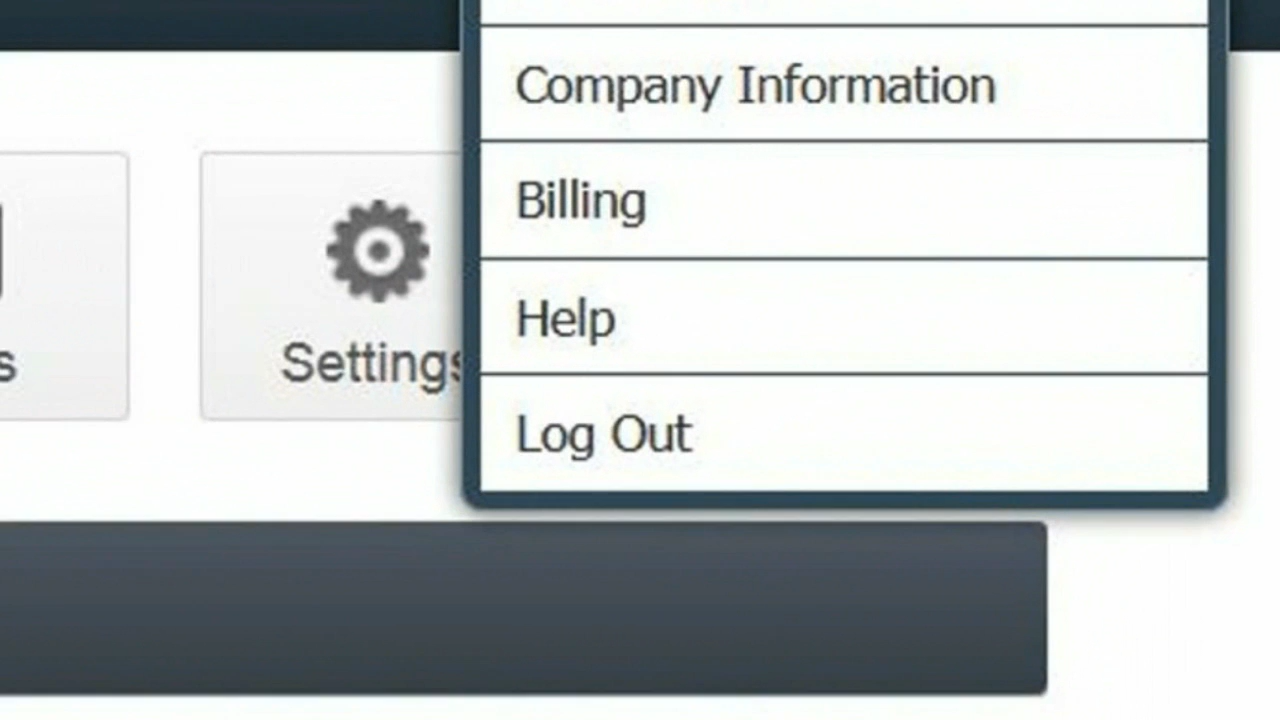 Company Information
Billing
Help
Log Out
Settings
s